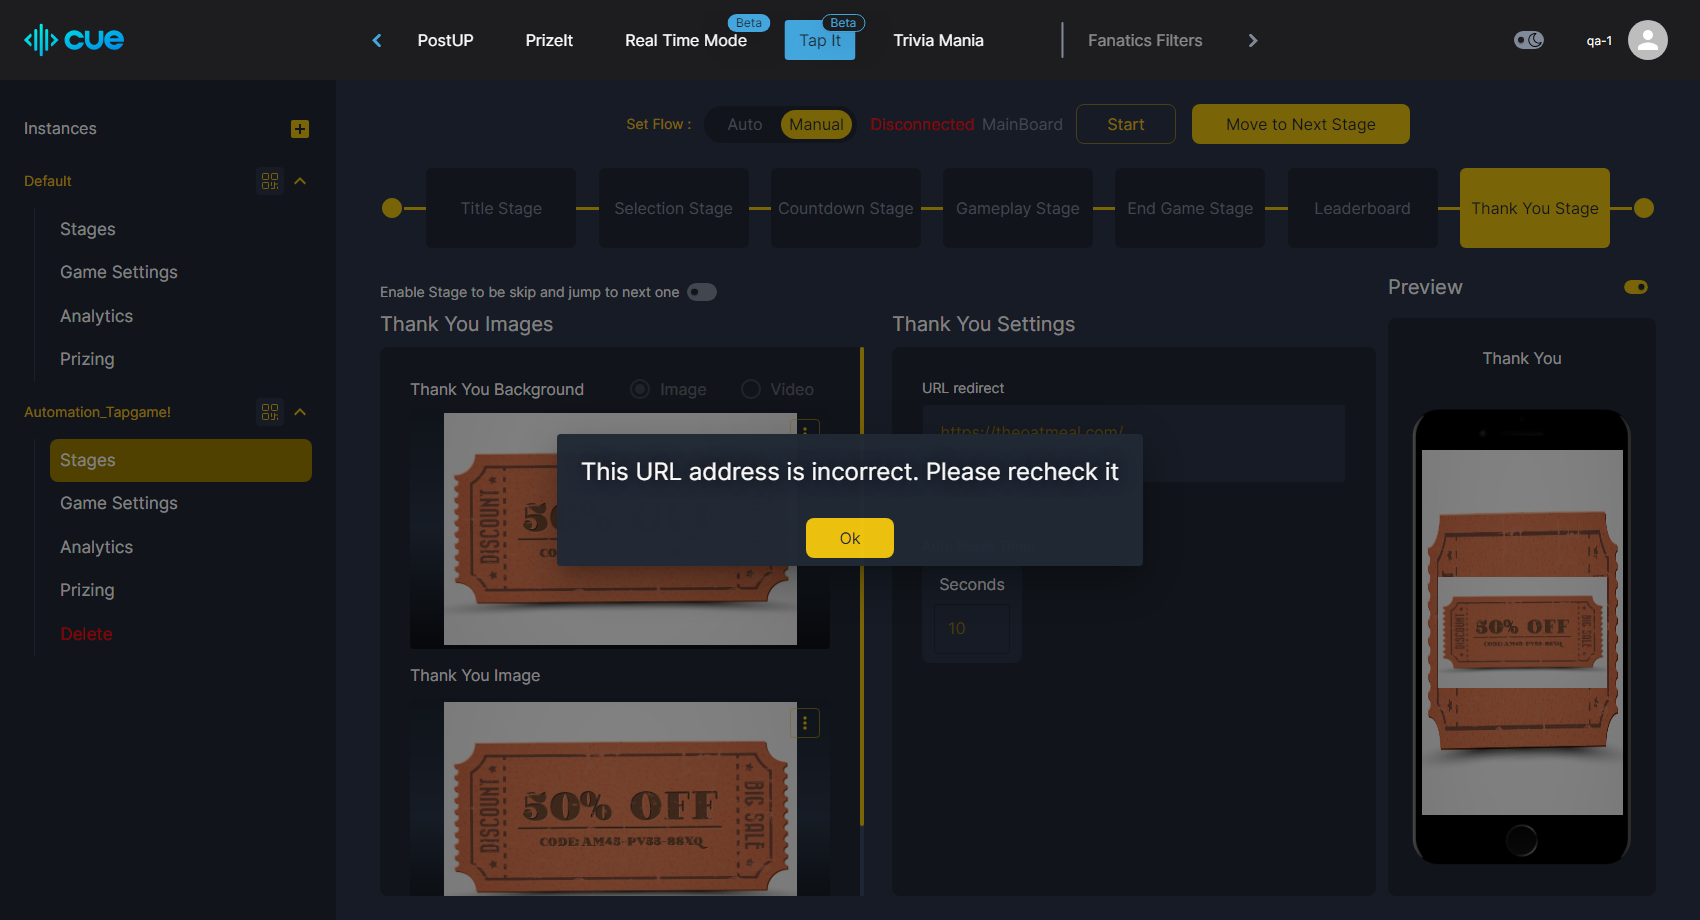 cue
PostUP
PrizeIt
Real Time Mode
Beta
Tap It
Beta
Trivia Mania
Fanatics Filters
qa-1
Instances
Default
Stages
Game Settings
Analytics
Prizing
Automation_Tapgame!
Stages
Game Settings
Analytics
Prizing
Delete
Set Flow :
Auto
Manual
Disconnected MainBoard
Start
Move to Next Stage
Title Stage
Selection Stage
Countdown Stage
Gameplay Stage
End Game Stage
Leaderboard
Thank You Stage
Enable Stage to be skip and jump to next one
Thank You Images
Thank You Background
Image
Video
DISCOUNT
Thank You Image
DISCOUNT
50% OFF
CODE: AM45-PV55-88XQ
BIG SALE
Thank You Settings
URL redirect
https://theoatmeal.com/
This URL address is incorrect. Please recheck it
Ok
Seconds
10
Preview
Thank You
DISCOUNT
50% OFF
CODE: AM45-PV55-88XQ
BIG SALE